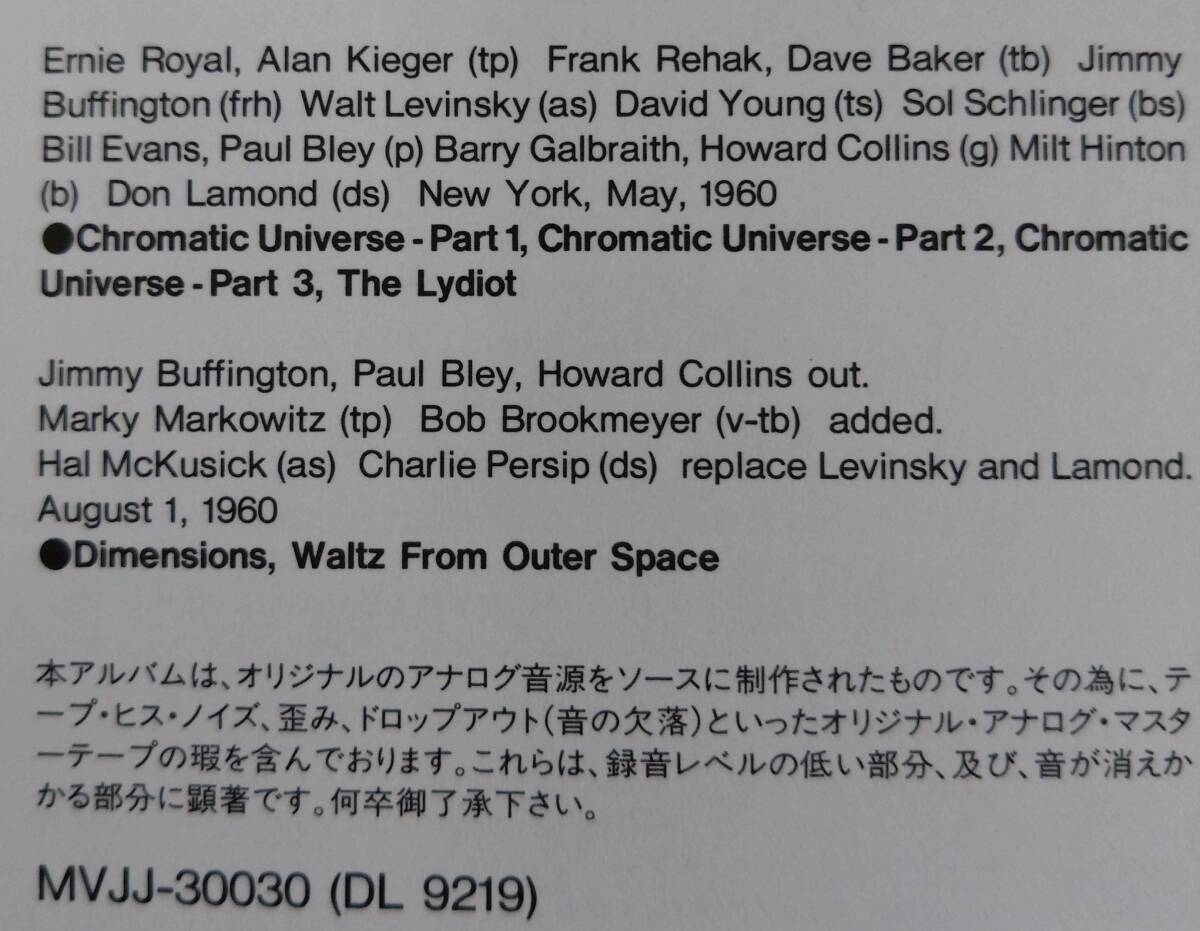 Ernie Royal, Alan Kieger (tp) Frank Rehak, Dave Baker (tb) Jimmy
Buffington (frh) Walt Levinsky (as) David Young (ts) Sol Schlinger (bs)
Bill Evans, Paul Bley (p) Barry Galbraith, Howard Collins (g) Milt Hinton
(b) Don Lamond (ds) New York, May, 1960
●Chromatic Universe - Part 1, Chromatic Universe - Part 2, Chromatic
Universe - Part 3, The Lydiot
Jimmy Buffington, Paul Bley, Howard Collins out.
Marky Markowitz (tp) Bob Brookmeyer (v-tb) added.
Hal McKusick (as) Charlie Persip (ds) replace Levinsky and Lamond.
August 1, 1960
●Dimensions, Waltz From Outer Space
本アルバムは、オリジナルのアナログ音源をソースに制作されたものです。その為に、テ
ープ・ヒス・ノイズ、歪み、ドロップアウト(音の欠落)といったオリジナル・アナログ・マスタ
ーテープの瑕を含んでおります。これらは、録音レベルの低い部分、及び、音が消えか
かる部分に顕著です。何卒御了承下さい。
MVJJ-30030 (DL 9219)